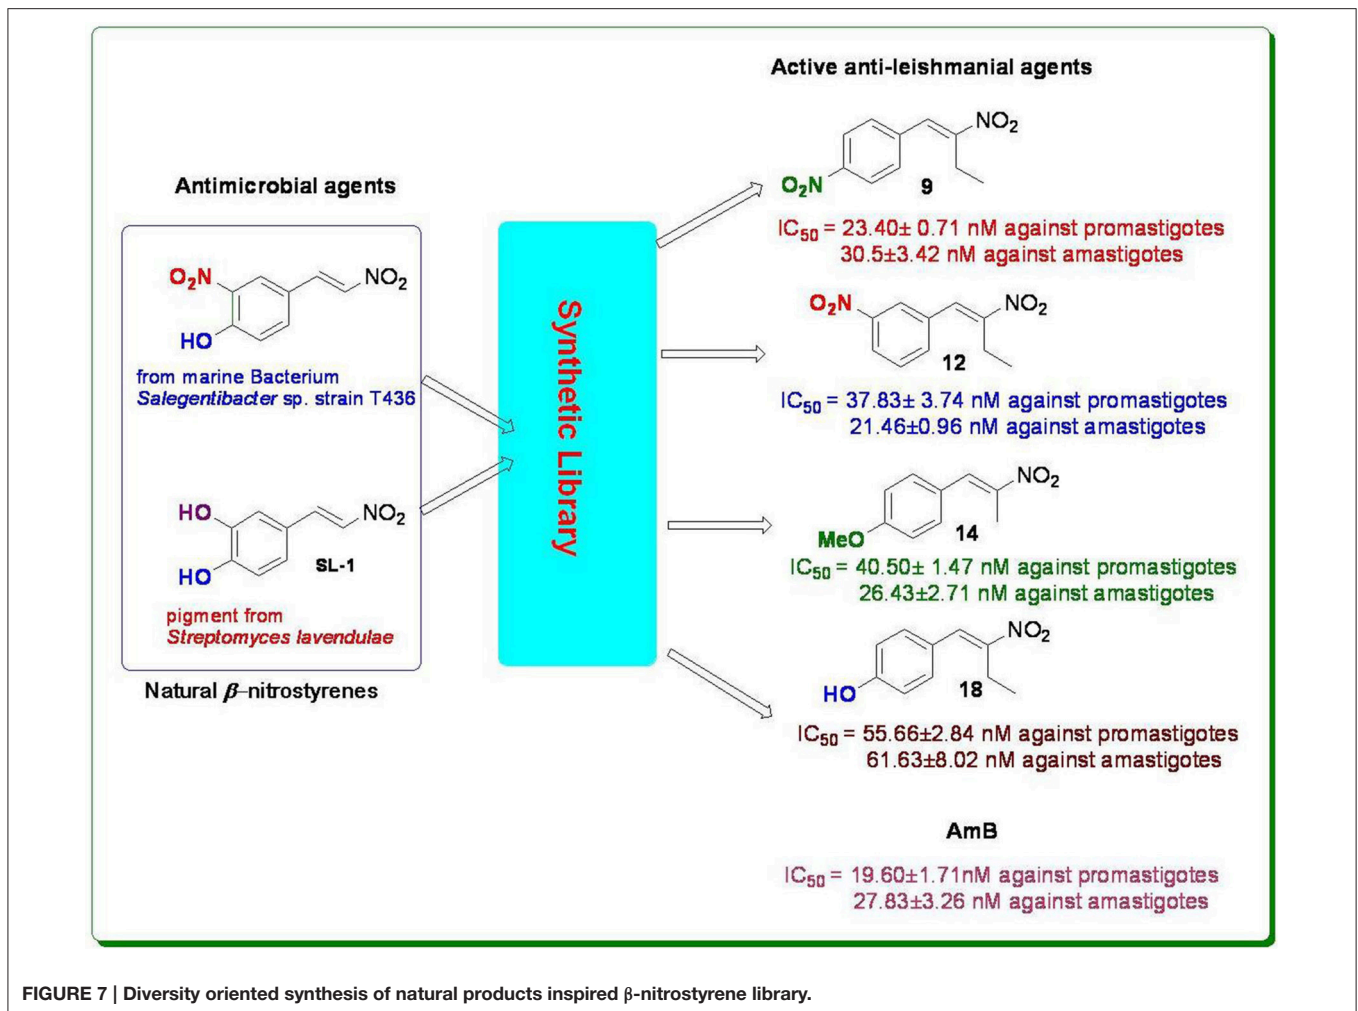 Antimicrobial agents
O₂N
NO₂
HO
from marine Bacterium
Salegentibacter sp. strain T436
HO
NO₂
HO
SL-1
pigment from
Streptomyces lavendulae
Natural β–nitrostyrenes
Synthetic Library
Active anti-leishmanial agents
NO₂
O₂N
9
IC₅₀ = 23.40± 0.71 nM against promastigotes
30.5±3.42 nM against amastigotes
O₂N
NO₂
12
IC₅₀ = 37.83± 3.74 nM against promastigotes
21.46±0.96 nM against amastigotes
NO₂
MeO
14
IC₅₀ = 40.50± 1.47 nM against promastigotes
26.43±2.71 nM against amastigotes
NO₂
HO
18
IC₅₀ = 55.66±2.84 nM against promastigotes
61.63±8.02 nM against amastigotes
AmB
IC₅₀ = 19.60±1.71nM against promastigotes
27.83±3.26 nM against amastigotes
FIGURE 7 | Diversity oriented synthesis of natural products inspired β-nitrostyrene library.